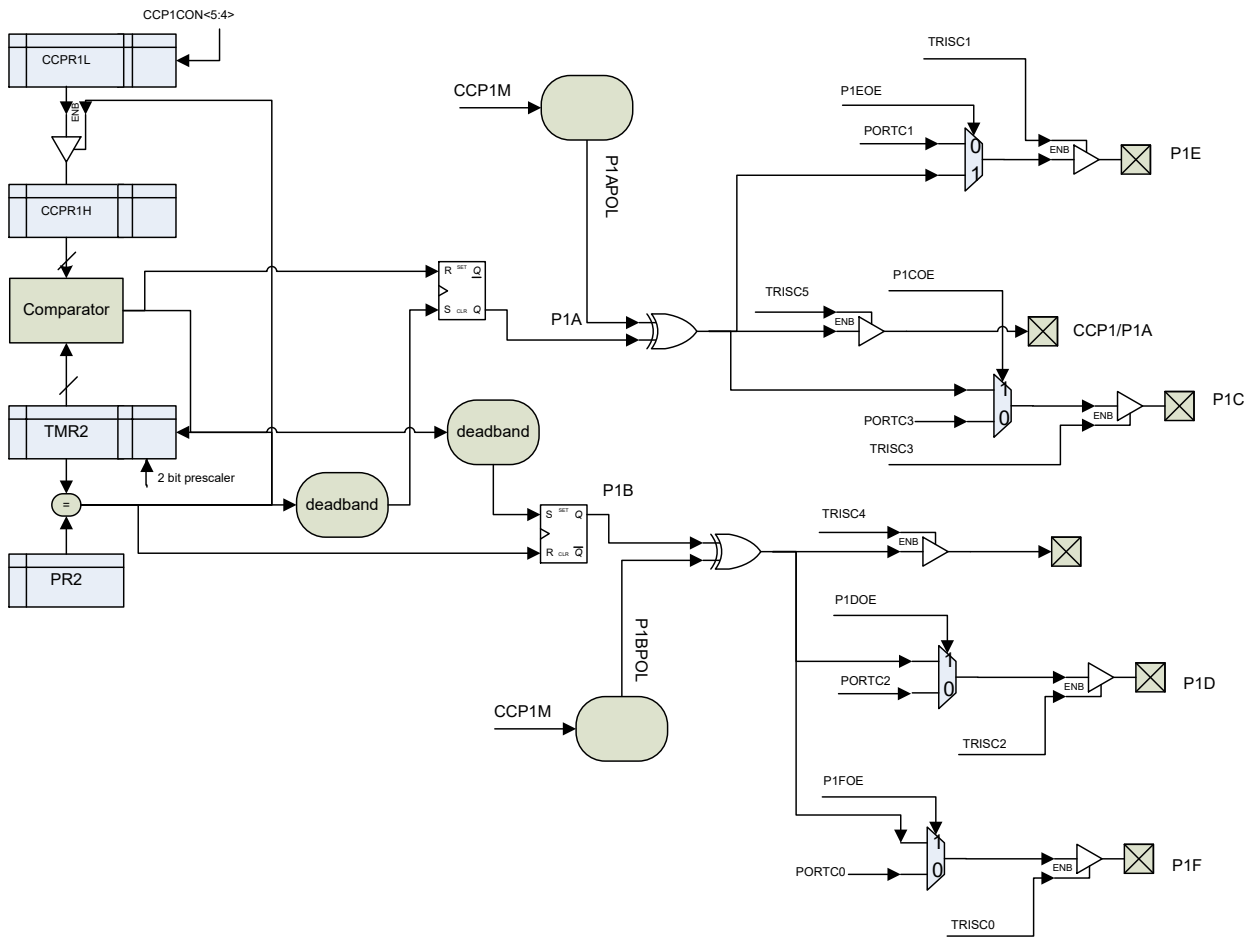 CCP1CON<5:4>
CCPR1L
ENB
CCPR1H
Comparator
TMR2
2 bit prescaler
=
PR2
deadband
deadband
R SET Q
S CLR Q
S SET Q
R CLR Q
CCP1M
P1APOL
P1A
P1B
P1BPOL
CCP1M
TRISC1
P1EOE
PORTC1
0
1
ENB
P1E
TRISC5
ENB
CCP1/P1A
P1COE
1
0
PORTC3
TRISC3
ENB
P1C
TRISC4
ENB
P1DOE
1
0
PORTC2
ENB
TRISC2
P1D
P1FOE
1
0
PORTC0
ENB
TRISC0
P1F